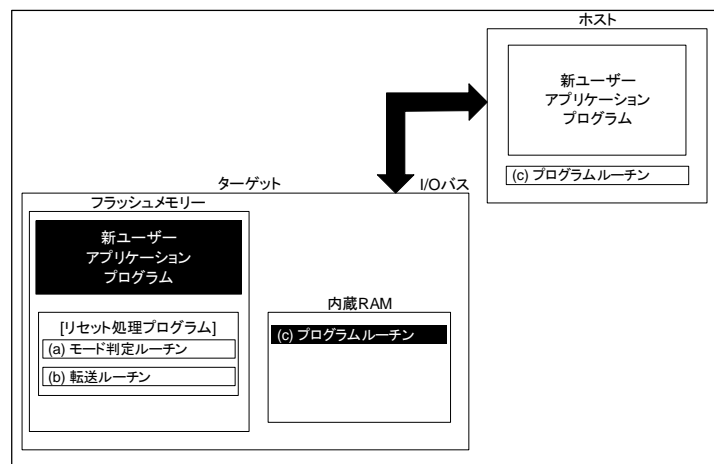 ホスト
新ユーザー
アプリケーション
プログラム
(c) プログラムルーチン
ターゲット
I/Oバス
フラッシュメモリー
新ユーザー
アプリケーション
プログラム
[リセット処理プログラム]
(a) モード判定ルーチン
(b) 転送ルーチン
内蔵RAM
(c) プログラムルーチン